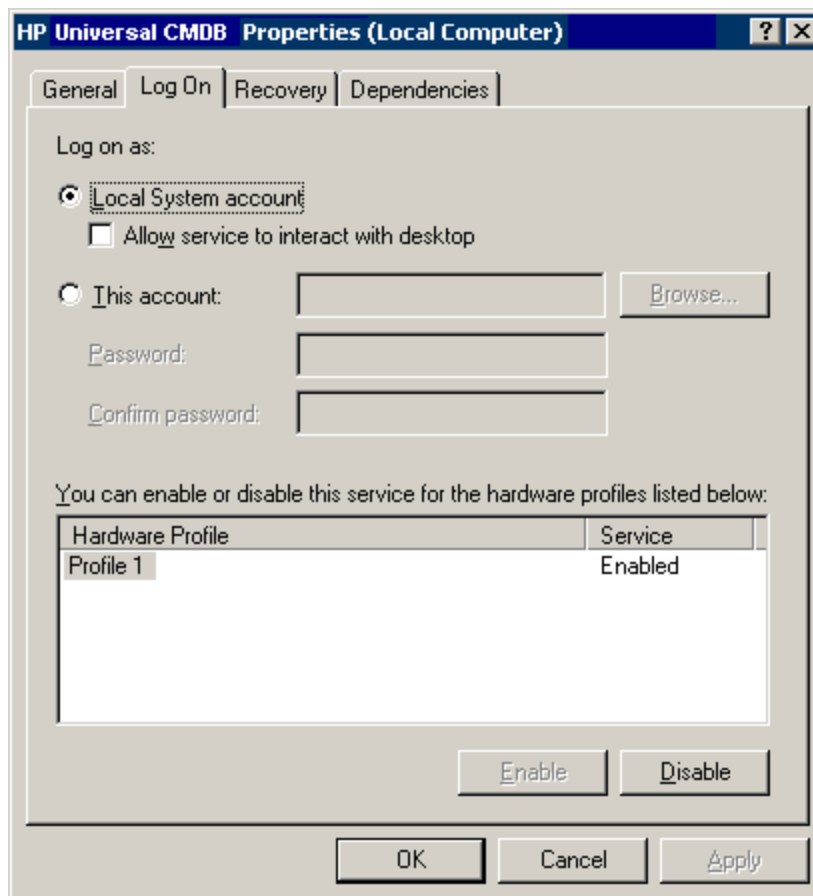 HP Universal CMDB Properties (Local Computer)
?
General Log On Recovery Dependencies
Log on as:
Local System account
Allow service to interact with desktop
This account: Browse...
Password:
Confirm password:
You can enable or disable this service for the hardware profiles listed below:
Hardware Profile Service
Profile 1 Enabled
Enable Disable
OK Cancel Apply